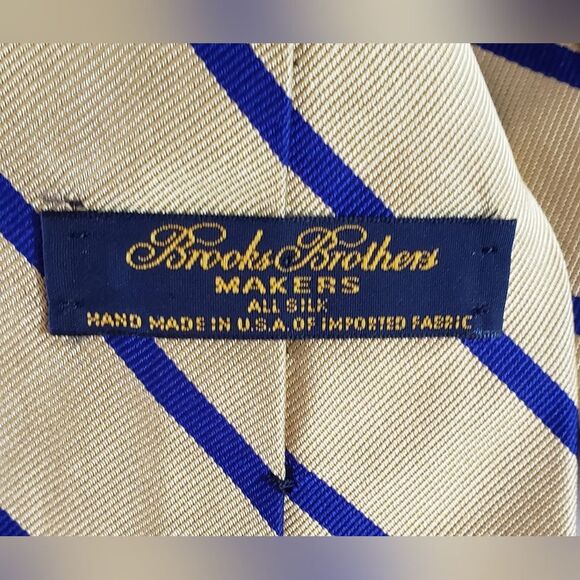 Brooks Brothers
MAKERS
ALL SILK
HAND MADE IN U.S.A. OF IMPORTED FABRIC